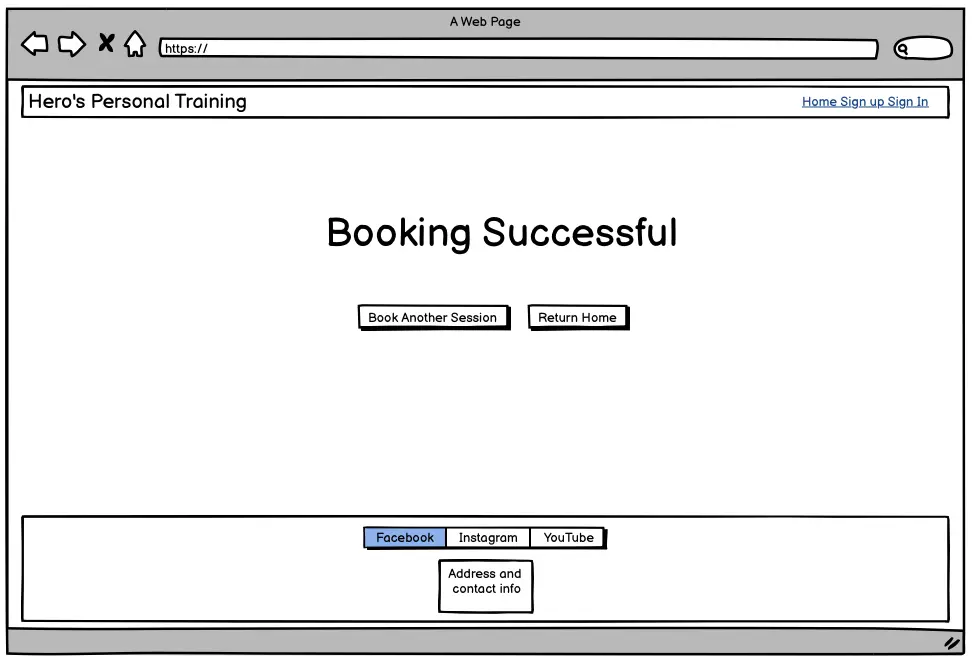 A Web Page
https://
Hero's Personal Training
Home Sign up Sign In
Booking Successful
Book Another Session
Return Home
Facebook
Instagram
YouTube
Address and
contact info